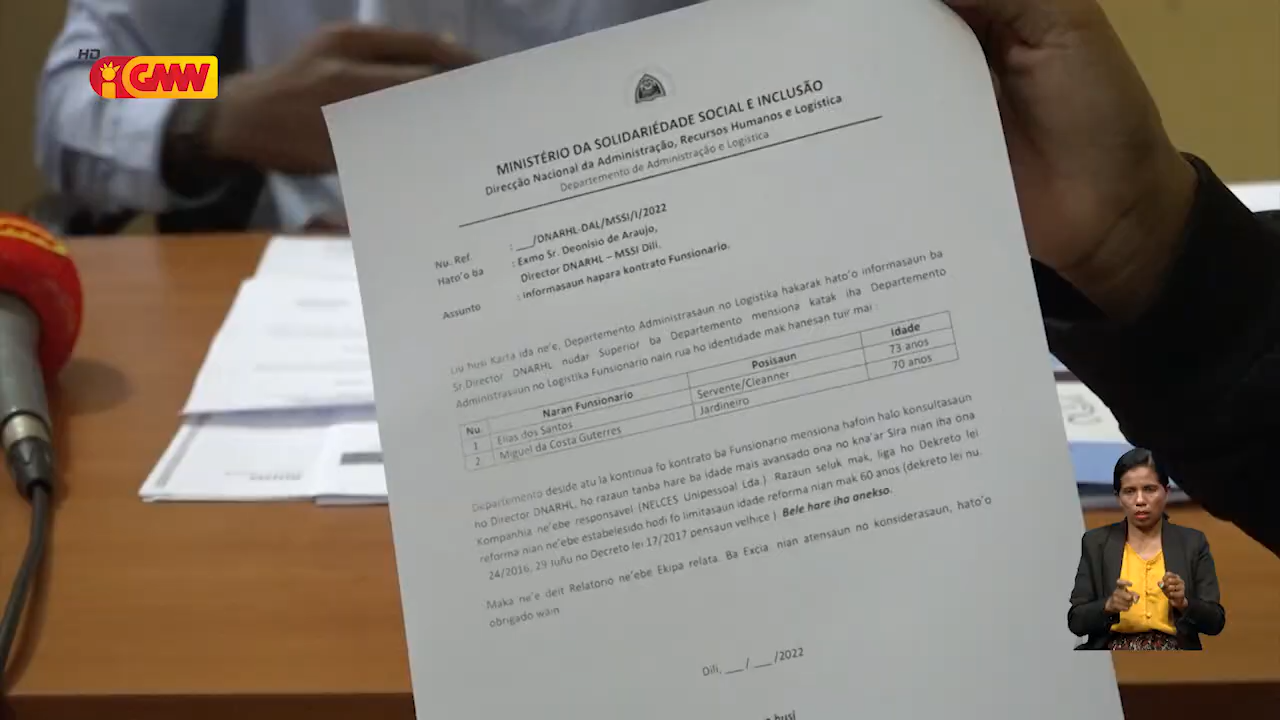 HD
GMN
MINISTÉRIO DA SOLIDARIÉDADE SOCIAL E INCLUSÃO
Direcção Nacional da Administração, Recursos Humanos e Logística
Departamento de Administração e Logística
Nu. Ref. : ___/DNARHL-DAL/MSSI/I/2022
Hato'o ba : Exmo Sr. Deonisio de Araujo,
Director DNARHL – MSSI Dili.
Assunto : Informasaun hapara kontrato Funsionario.
Liu husi Karta ida ne'e, Departemento Administrasaun no Logistika hakarak hato'o informasaun ba
Sr.Director DNARHL nudar Superior ba Departemento mensiona katak iha Departemento
Administrasaun no Logistika Funsionario nain rua ho identidade mak hanesan tuir mai :
Nu. Naran Funsionario Posisaun Idade
1 Elias dos Santos Servente/Cleanner 73 anos
2 Miguel da Costa Guterres Jardineiro 70 anos
Departemento deside atu la kontinua fo kontrato ba Funsionario mensiona hafoin halo konsultasaun
no Director DNARHL, ho razaun tanba hare ba idade mais avansado ona no kna'ar Sira nian iha ona
Kompanhia ne'ebe responsavel (NELCES Unipessoal Lda.). Razaun seluk mak, liga ho Dekreto lei
reforma nian ne'ebe estabelesido hodi fo limitasaun idade reforma nian mak 60 anos (dekreto lei nu.
24/2016, 29 Juñu no Decreto lei 17/2017 pensaun velhice ). Bele hare iha anekso.
Maka ne'e deit Relatorio ne'ebe Ekipa relata. Ba Excia. nian atensaun no konsiderasaun, hato'o
obrigado wain
Dili, ___/ ___/2022
husi